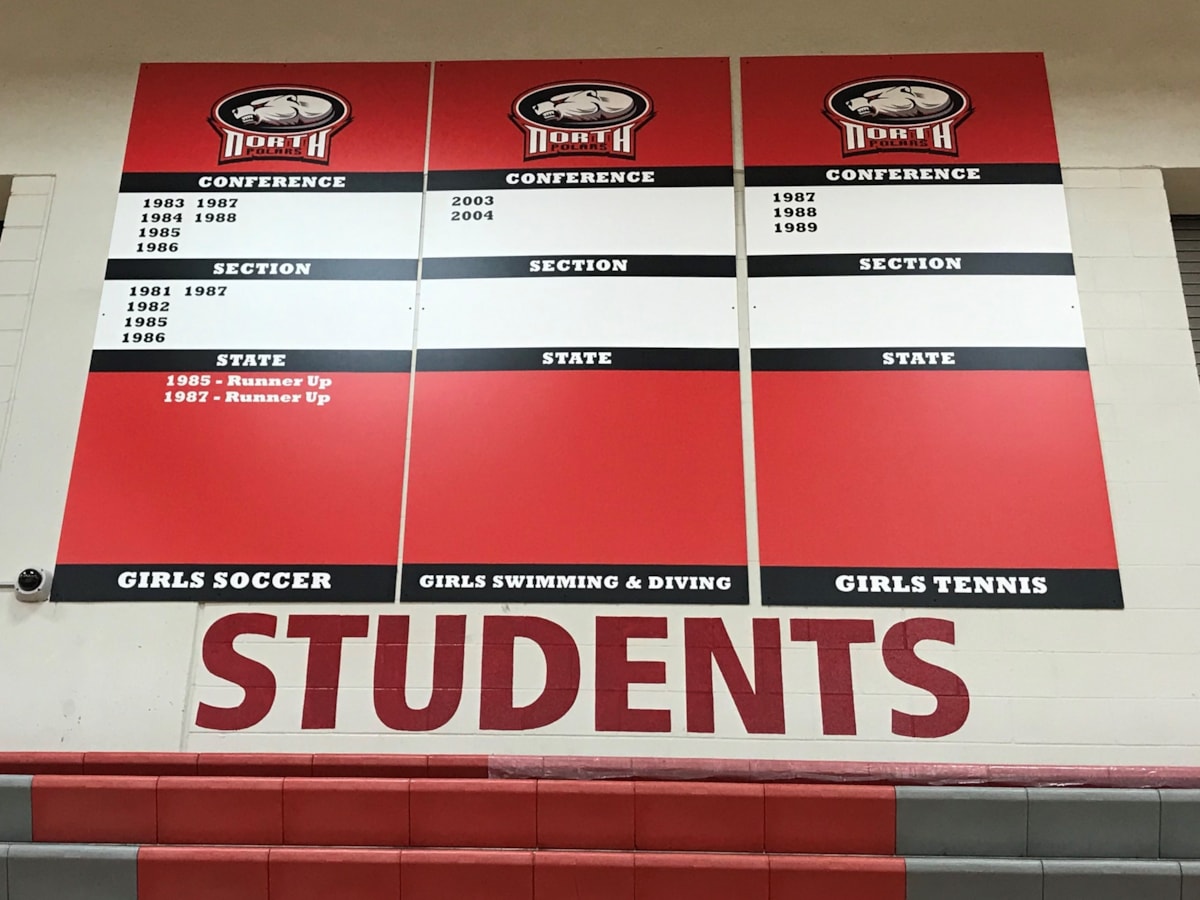 NORTH
POLARS
CONFERENCE
1983 1987
1984 1988
1985
1986
SECTION
1981 1987
1982
1985
1986
STATE
1985 - Runner Up
1987 - Runner Up
GIRLS SOCCER
NORTH
POLARS
CONFERENCE
2003
2004
SECTION
STATE
GIRLS SWIMMING & DIVING
NORTH
POLARS
CONFERENCE
1987
1988
1989
SECTION
STATE
GIRLS TENNIS
STUDENTS